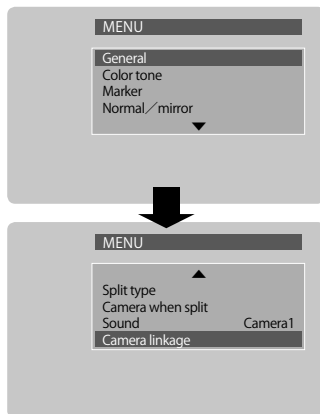 MENU
General
Color tone
Marker
Normal／mirror
MENU
Split type
Camera when split
Sound Camera1
Camera linkage